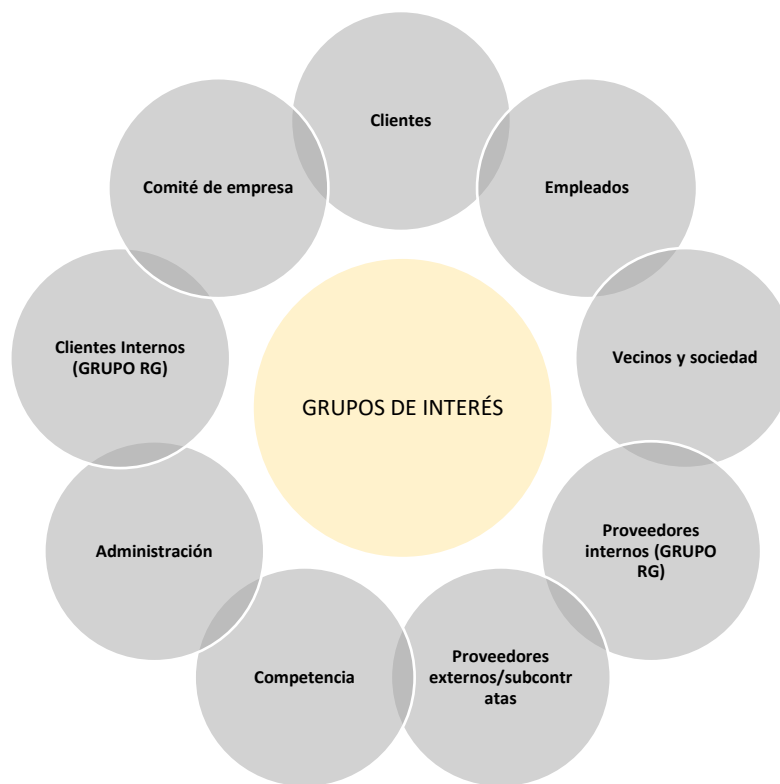 Clientes
Empleados
Vecinos y sociedad
Proveedores
internos (GRUPO
RG)
Proveedores
externos/subcontr
atas
Competencia
Administración
Clientes Internos
(GRUPO RG)
Comité de empresa
GRUPOS DE INTERÉS